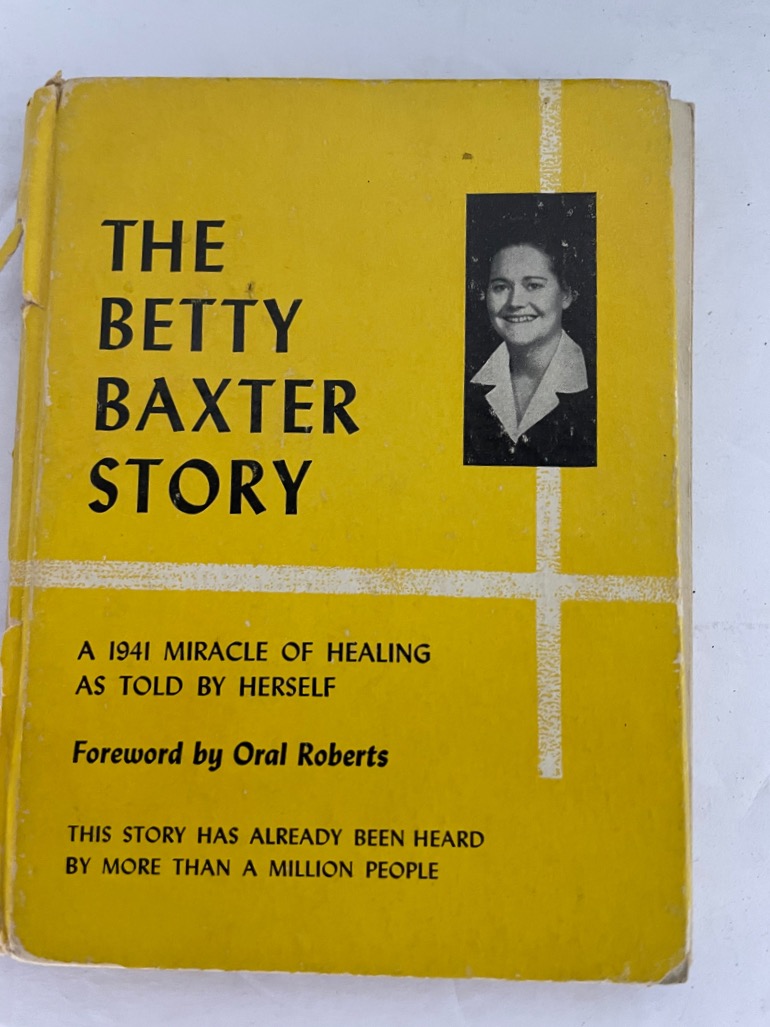 THE
BETTY
BAXTER
STORY
A 1941 MIRACLE OF HEALING
AS TOLD BY HERSELF
Foreword by Oral Roberts
THIS STORY HAS ALREADY BEEN HEARD
BY MORE THAN A MILLION PEOPLE